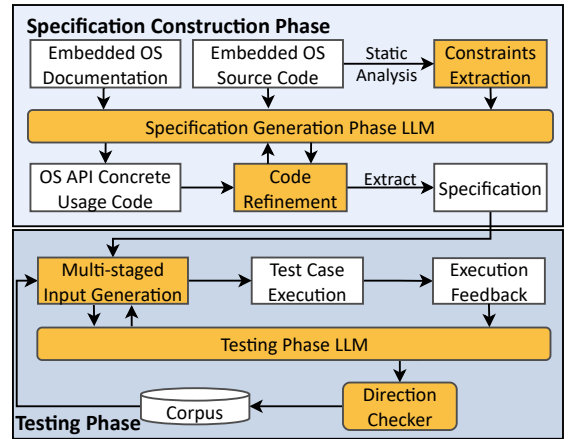 Specification Construction Phase
Embedded OS
Documentation
Embedded OS
Source Code
Static
Analysis
Constraints
Extraction
Specification Generation Phase LLM
OS API Concrete
Usage Code
Code
Refinement
Extract
Specification
Multi-staged
Input Generation
Test Case
Execution
Execution
Feedback
Testing Phase LLM
Corpus
Direction
Checker
Testing Phase